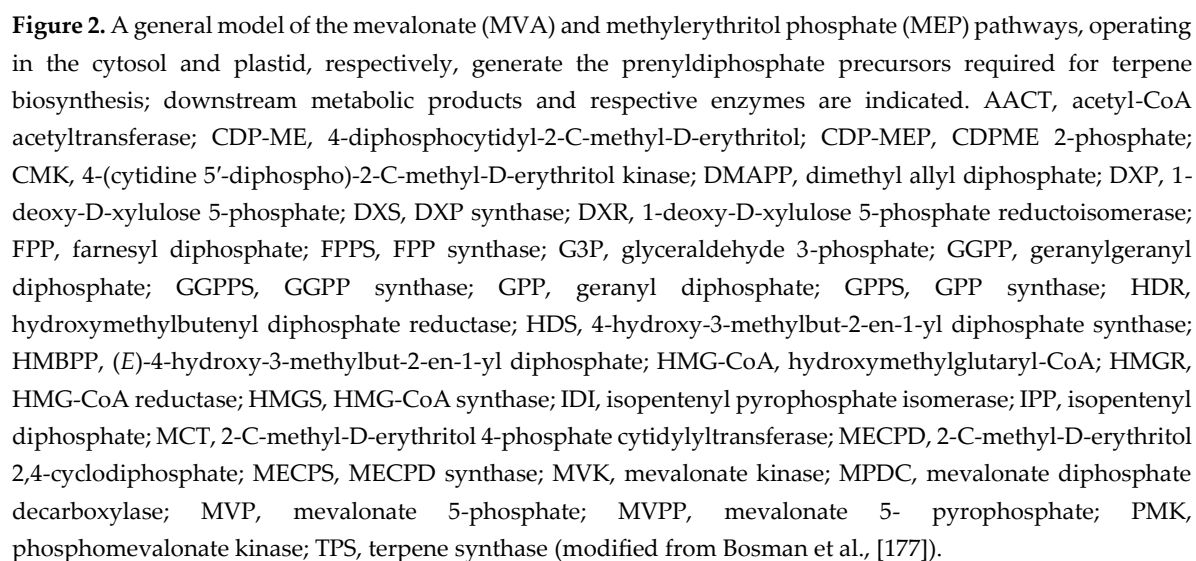 Figure 2. A general model of the mevalonate (MVA) and methylerythritol phosphate (MEP) pathways, operating
in the cytosol and plastid, respectively, generate the prenyldiphosphate precursors required for terpene
biosynthesis; downstream metabolic products and respective enzymes are indicated. AACT, acetyl-CoA
acetyltransferase; CDP-ME, 4-diphosphocytidyl-2-C-methyl-D-erythritol; CDP-MEP, CDPME 2-phosphate;
CMK, 4-(cytidine 5′-diphospho)-2-C-methyl-D-erythritol kinase; DMAPP, dimethyl allyl diphosphate; DXP, 1-
deoxy-D-xylulose 5-phosphate; DXS, DXP synthase; DXR, 1-deoxy-D-xylulose 5-phosphate reductoisomerase;
FPP, farnesyl diphosphate; FPPS, FPP synthase; G3P, glyceraldehyde 3-phosphate; GGPP, geranylgeranyl
diphosphate; GGPPS, GGPP synthase; GPP, geranyl diphosphate; GPPS, GPP synthase; HDR,
hydroxymethylbutenyl diphosphate reductase; HDS, 4-hydroxy-3-methylbut-2-en-1-yl diphosphate synthase;
HMBPP, (E)-4-hydroxy-3-methylbut-2-en-1-yl diphosphate; HMG-CoA, hydroxymethylglutaryl-CoA; HMGR,
HMG-CoA reductase; HMGS, HMG-CoA synthase; IDI, isopentenyl pyrophosphate isomerase; IPP, isopentenyl
diphosphate; MCT, 2-C-methyl-D-erythritol 4-phosphate cytidylyltransferase; MECPD, 2-C-methyl-D-erythritol
2,4-cyclodiphosphate; MECPS, MECPD synthase; MVK, mevalonate kinase; MPDC, mevalonate diphosphate
decarboxylase; MVP, mevalonate 5-phosphate; MVPP, mevalonate 5- pyrophosphate; PMK,
phosphomevalonate kinase; TPS, terpene synthase (modified from Bosman et al., [177]).